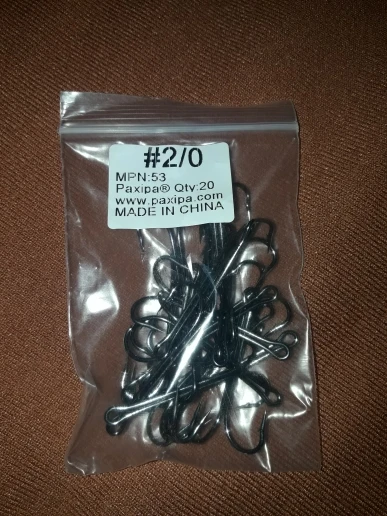 #2/0
MPN:53
Paxipa® Qty:20
www.paxipa.com
MADE IN CHINA